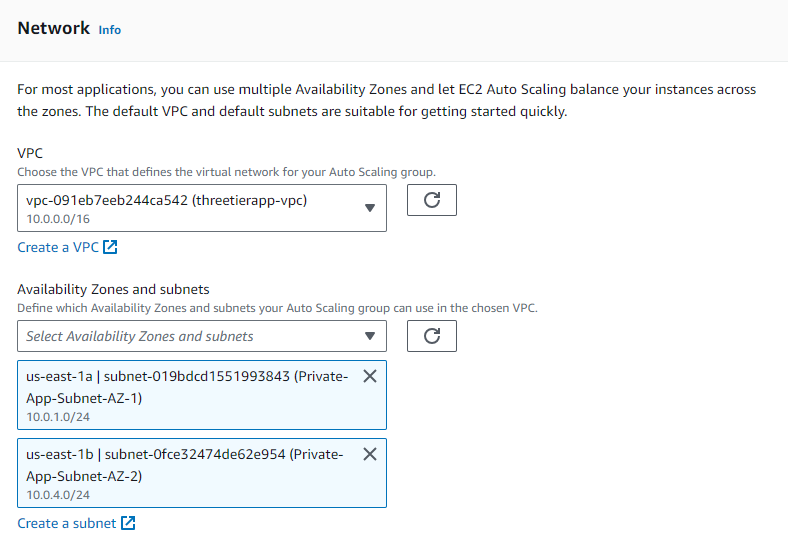 Network Info
For most applications, you can use multiple Availability Zones and let EC2 Auto Scaling balance your instances across
the zones. The default VPC and default subnets are suitable for getting started quickly.
VPC
Choose the VPC that defines the virtual network for your Auto Scaling group.
vpc-091eb7eeb244ca542 (threetierapp-vpc)
10.0.0.0/16
Create a VPC
Availability Zones and subnets
Define which Availability Zones and subnets your Auto Scaling group can use in the chosen VPC.
Select Availability Zones and subnets
us-east-1a | subnet-019bdcd1551993843 (Private-
App-Subnet-AZ-1)
10.0.1.0/24
us-east-1b | subnet-0fce32474de62e954 (Private-
App-Subnet-AZ-2)
10.0.4.0/24
Create a subnet